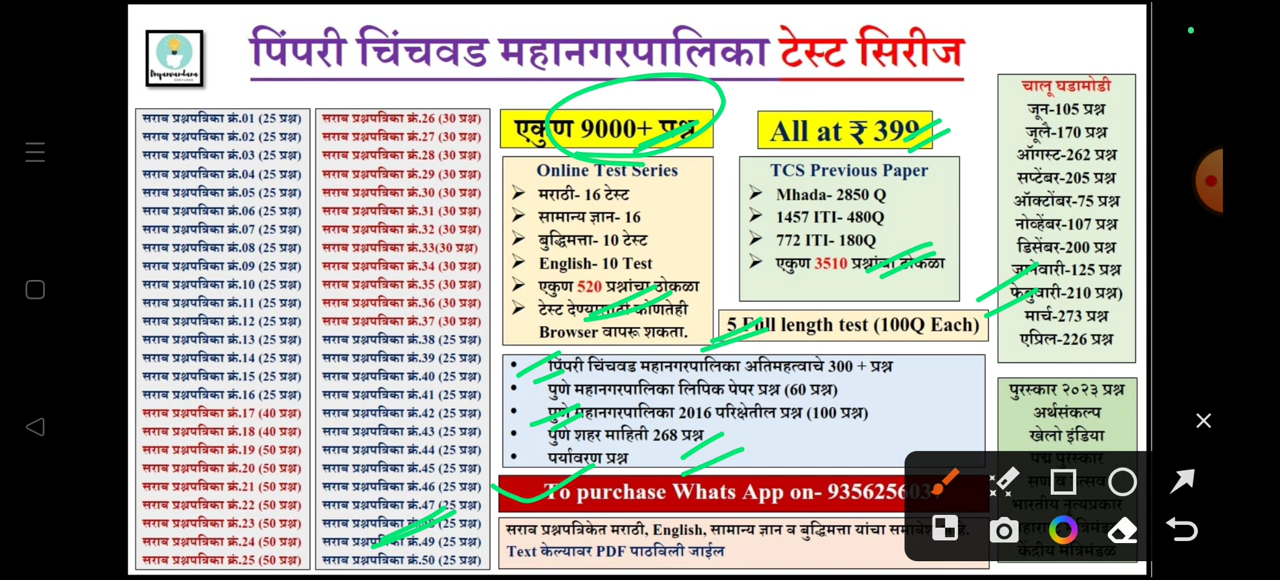 पिंपरी चिंचवड महानगरपालिका टेस्ट सिरीज
सराब प्रश्नपत्रिका क्रं.01 (25 प्रश्न)
सराब प्रश्नपत्रिका क्रं.02 (25 प्रश्न)
सराब प्रश्नपत्रिका क्रं.03 (25 प्रश्न)
सराब प्रश्नपत्रिका क्रं.04 (25 प्रश्न)
सराब प्रश्नपत्रिका क्रं.05 (25 प्रश्न)
सराब प्रश्नपत्रिका क्रं.06 (25 प्रश्न)
सराब प्रश्नपत्रिका क्रं.07 (25 प्रश्न)
सराब प्रश्नपत्रिका क्रं.08 (25 प्रश्न)
सराब प्रश्नपत्रिका क्रं.09 (25 प्रश्न)
सराब प्रश्नपत्रिका क्रं.10 (25 प्रश्न)
सराब प्रश्नपत्रिका क्रं.11 (25 प्रश्न)
सराब प्रश्नपत्रिका क्रं.12 (25 प्रश्न)
सराब प्रश्नपत्रिका क्रं.13 (25 प्रश्न)
सराब प्रश्नपत्रिका क्रं.14 (25 प्रश्न)
सराब प्रश्नपत्रिका क्रं.15 (25 प्रश्न)
सराब प्रश्नपत्रिका क्रं.16 (25 प्रश्न)
सराब प्रश्नपत्रिका क्रं.17 (40 प्रश्न)
सराब प्रश्नपत्रिका क्रं.18 (40 प्रश्न)
सराब प्रश्नपत्रिका क्रं.19 (50 प्रश्न)
सराब प्रश्नपत्रिका क्रं.20 (50 प्रश्न)
सराब प्रश्नपत्रिका क्रं.21 (50 प्रश्न)
सराब प्रश्नपत्रिका क्रं.22 (50 प्रश्न)
सराब प्रश्नपत्रिका क्रं.23 (50 प्रश्न)
सराब प्रश्नपत्रिका क्रं.24 (50 प्रश्न)
सराब प्रश्नपत्रिका क्रं.25 (50 प्रश्न)
सराब प्रश्नपत्रिका क्रं.26 (30 प्रश्न)
सराब प्रश्नपत्रिका क्रं.27 (30 प्रश्न)
सराब प्रश्नपत्रिका क्रं.28 (30 प्रश्न)
सराब प्रश्नपत्रिका क्रं.29 (30 प्रश्न)
सराब प्रश्नपत्रिका क्रं.30 (30 प्रश्न)
सराब प्रश्नपत्रिका क्रं.31 (30 प्रश्न)
सराब प्रश्नपत्रिका क्रं.32 (30 प्रश्न)
सराब प्रश्नपत्रिका क्रं.33(30 प्रश्न)
सराब प्रश्नपत्रिका क्रं.34 (30 प्रश्न)
सराब प्रश्नपत्रिका क्रं.35 (30 प्रश्न)
सराब प्रश्नपत्रिका क्रं.36 (30 प्रश्न)
सराब प्रश्नपत्रिका क्रं.37 (30 प्रश्न)
सराब प्रश्नपत्रिका क्रं.38 (25 प्रश्न)
सराब प्रश्नपत्रिका क्रं.39 (25 प्रश्न)
सराब प्रश्नपत्रिका क्रं.40 (25 प्रश्न)
सराब प्रश्नपत्रिका क्रं.41 (25 प्रश्न)
सराब प्रश्नपत्रिका क्रं.42 (25 प्रश्न)
सराब प्रश्नपत्रिका क्रं.43 (25 प्रश्न)
सराब प्रश्नपत्रिका क्रं.44 (25 प्रश्न)
सराब प्रश्नपत्रिका क्रं.45 (25 प्रश्न)
सराब प्रश्नपत्रिका क्रं.46 (25 प्रश्न)
सराब प्रश्नपत्रिका क्रं.47 (25 प्रश्न)
सराब प्रश्नपत्रिका (25 प्रश्न)
सराब प्रश्नपत्रिका क्रं.49 (25 प्रश्न)
सराब प्रश्नपत्रिका क्रं.50 (25 प्रश्न)
एकुण 9000+ प्रश्न
Online Test Series
मराठी- 16 टेस्ट
सामान्य ज्ञान- 16
बुद्धिमत्ता- 10 टेस्ट
English- 10 Test
एकुण 520 प्रश्नांचा ठोकळा
टेस्ट देण्यासाठी कोणतेही
Browser वापरू शकता.
All at ₹ 399
TCS Previous Paper
Mhada- 2850 Q
1457 ITI- 480Q
772 ITI- 180Q
एकुण 3510 प्रश्नांचा ठोकळा
5 Full length test (100Q Each)
पिंपरी चिंचवड महानगरपालिका अतिमहत्वाचे 300 + प्रश्न
पुणे महानगरपालिका लिपिक पेपर प्रश्न (60 प्रश्न)
पुणे महानगरपालिका 2016 परिक्षेतील प्रश्न (100 प्रश्न)
पुणे शहर माहिती 268 प्रश्न
पर्यावरण प्रश्न
To purchase Whats App on-
सराब प्रश्नपत्रिकेत मराठी, English, सामान्य ज्ञान व बुद्धिमत्ता यांचा
Text केल्यावर PDF पाठविली जाईल
चालू घडामोडी
जून-105 प्रश्न
जूलै-170 प्रश्न
ऑगस्ट-262 प्रश्न
सप्टेंबर-205 प्रश्न
ऑक्टोंबर-75 प्रश्न
नोव्हेंबर-107 प्रश्न
डिसेंबर-200 प्रश्न
जानेवारी-125 प्रश्न
फेब्रुवारी-210 प्रश्न)
मार्च-273 प्रश्न
एप्रिल-226 प्रश्न
पुरस्कार २०२३ प्रश्न
अर्थसंकल्प
खेलो इंडिया
पद्म पुरस्कार
भारतीय नृत्यप्रकार
केंद्रीय मंत्रिमंडळ